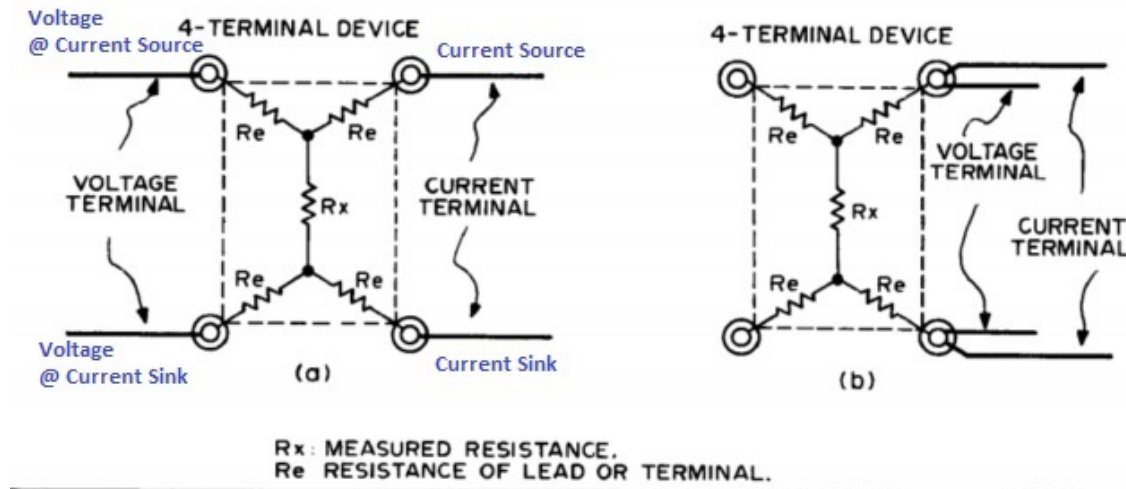 Voltage
@ Current Source
4-TERMINAL DEVICE
Current Source
Re
Re
VOLTAGE
TERMINAL
Rx
CURRENT
TERMINAL
Re
Re
Voltage
@ Current Sink
(a)
Current Sink
4-TERMINAL DEVICE
Re
Re
VOLTAGE
TERMINAL
Rx
CURRENT
TERMINAL
Re
Re
(b)
Rx: MEASURED RESISTANCE.
Re RESISTANCE OF LEAD OR TERMINAL.